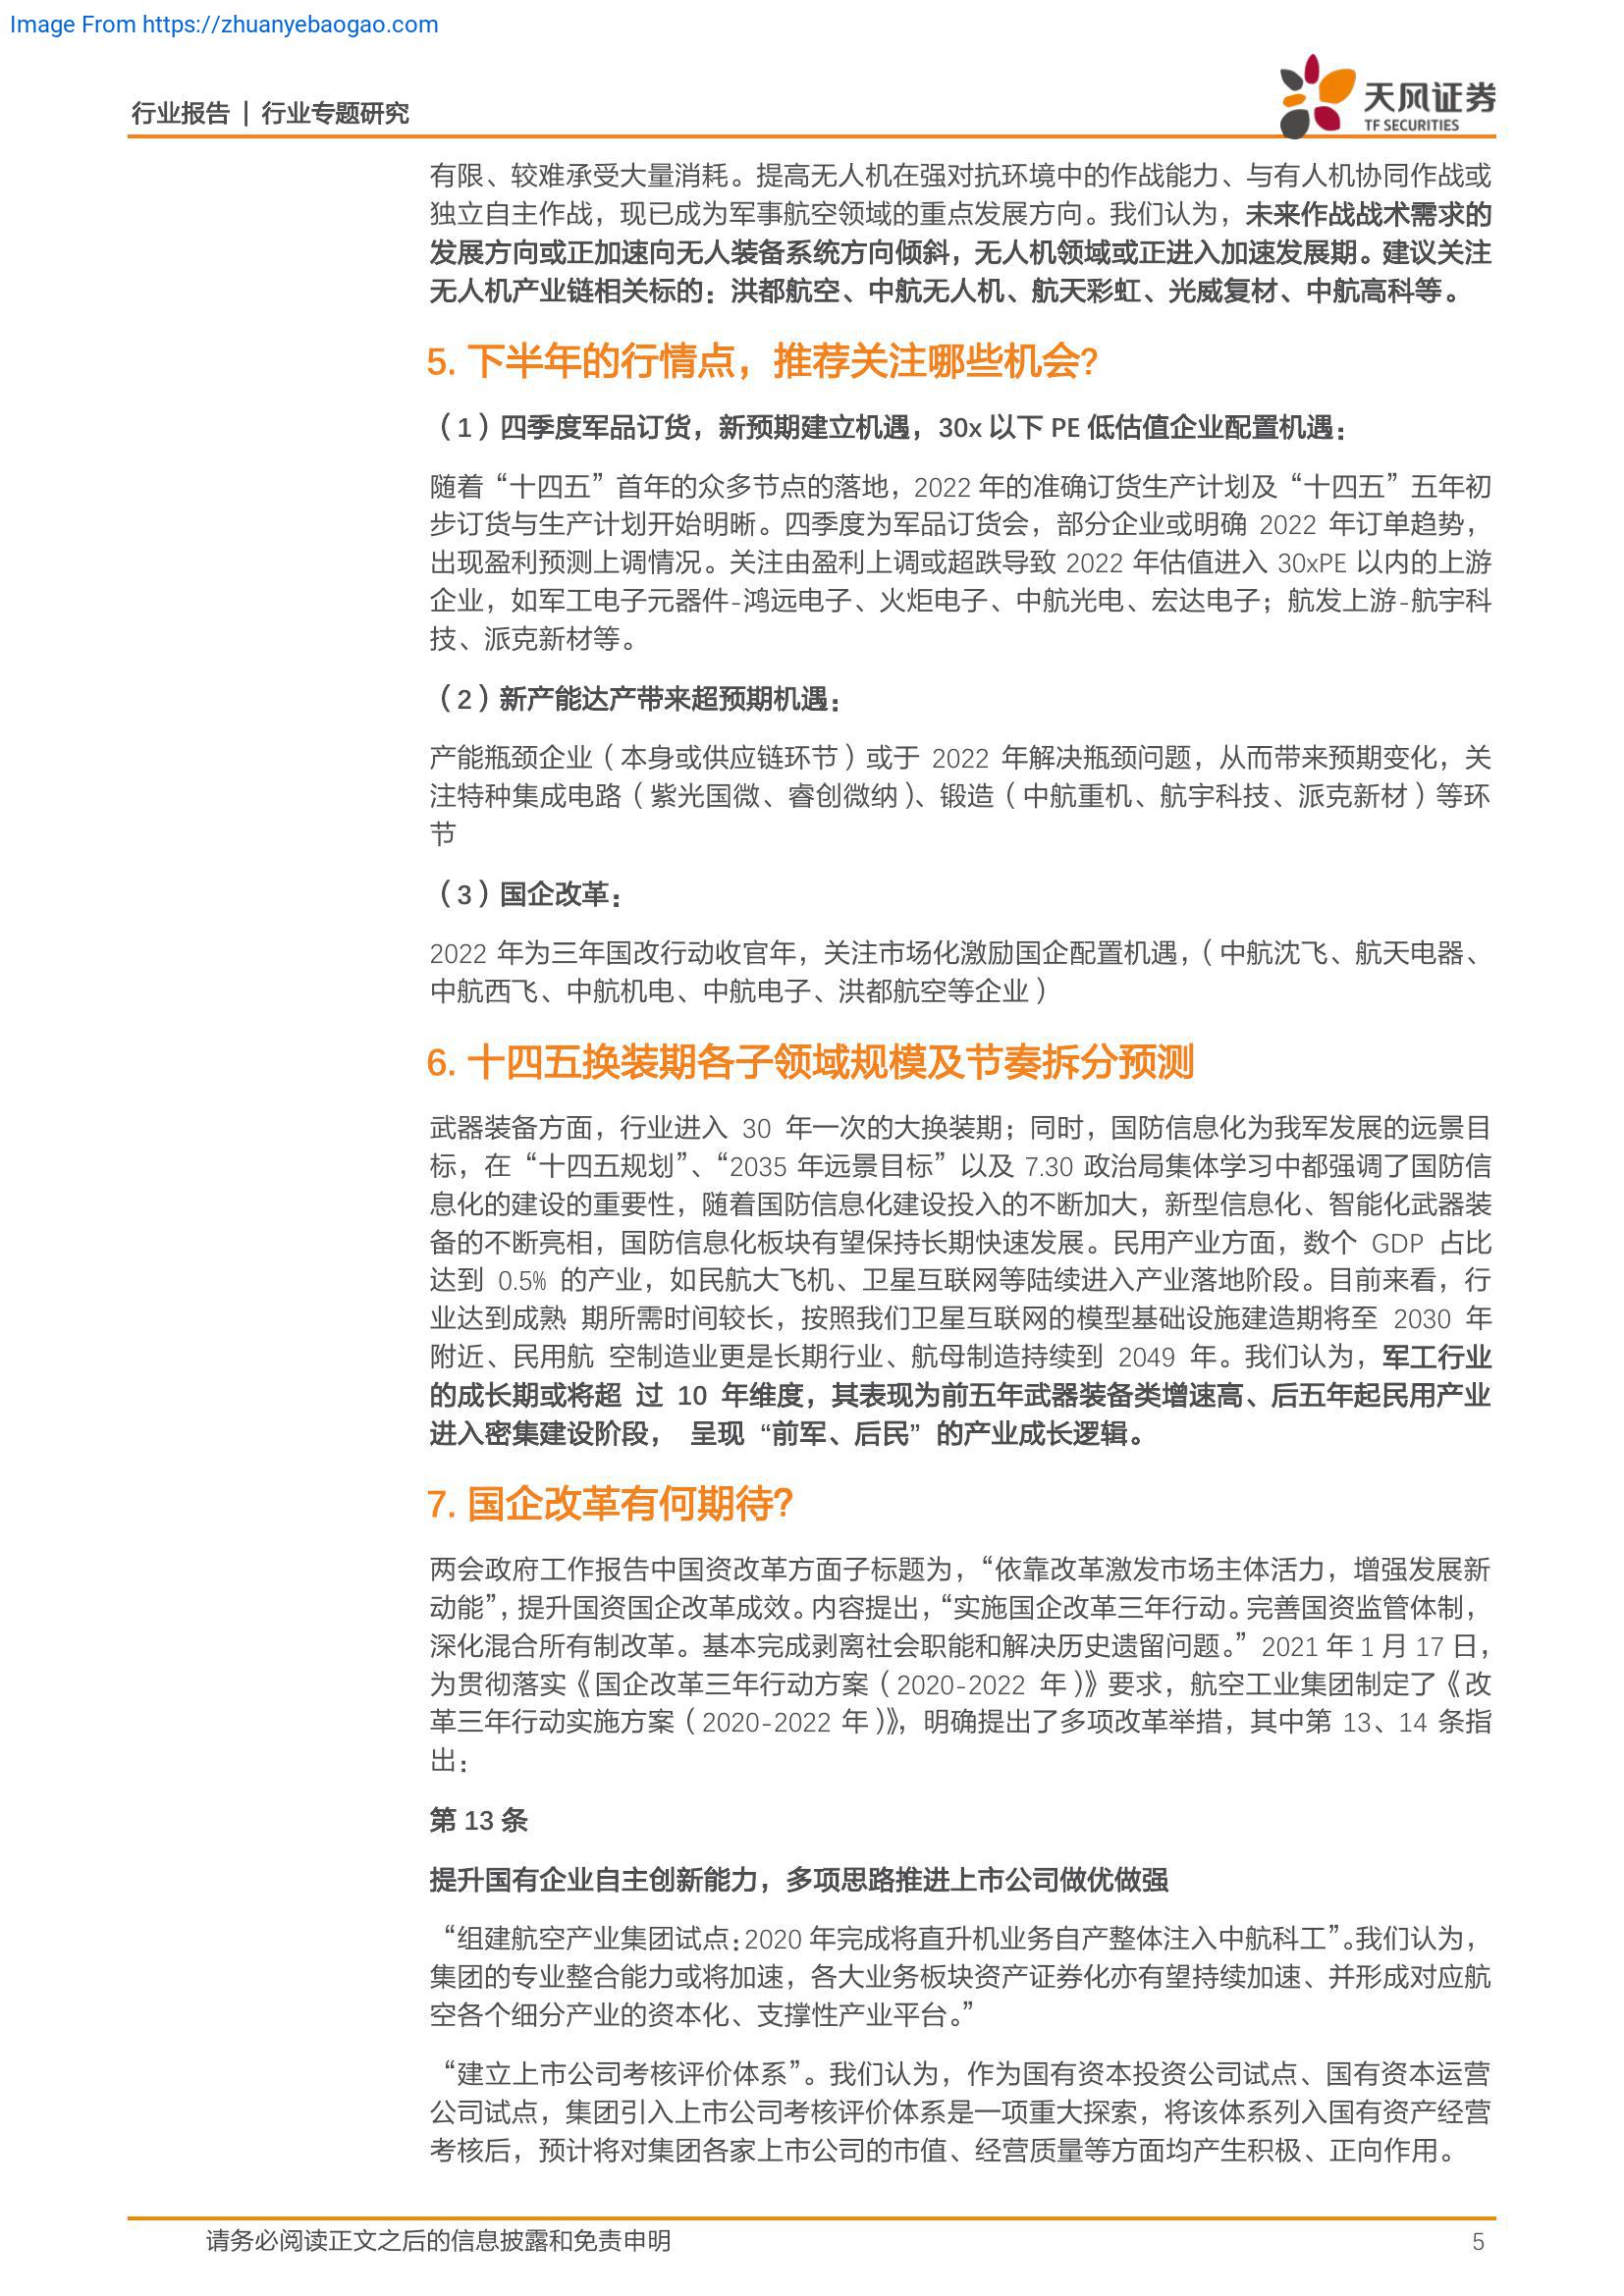 Image From https://zhuanyebaogao.com
行业报告 | 行业专题研究
天风证券
TF SECURITIES
有限、较难承受大量消耗。提高无人机在强对抗环境中的作战能力、与有人机协同作战或
独立自主作战，现已成为军事航空领域的重点发展方向。我们认为，未来作战战术需求的
发展方向或正加速向无人装备系统方向倾斜，无人机领域或正进入加速发展期。建议关注
无人机产业链相关标的：洪都航空、中航无人机、航天彩虹、光威复材、中航高科等。
5. 下半年的行情点，推荐关注哪些机会?
（1）四季度军品订货，新预期建立机遇，30x 以下 PE 低估值企业配置机遇：
随着“十四五”首年的众多节点的落地，2022 年的准确订货生产计划及“十四五”五年初
步订货与生产计划开始明晰。四季度为军品订货会，部分企业或明确 2022 年订单趋势，
出现盈利预测上调情况。关注由盈利上调或超跌导致 2022 年估值进入 30xPE 以内的上游
企业，如军工电子元器件-鸿远电子、火炬电子、中航光电、宏达电子；航发上游-航宇科
技、派克新材等。
（2）新产能达产带来超预期机遇：
产能瓶颈企业（本身或供应链环节）或于 2022 年解决瓶颈问题，从而带来预期变化，关
注特种集成电路（紫光国微、睿创微纳）、锻造（中航重机、航宇科技、派克新材）等环
节
（3）国企改革：
2022 年为三年国改行动收官年，关注市场化激励国企配置机遇，（中航沈飞、航天电器、
中航西飞、中航机电、中航电子、洪都航空等企业）
6. 十四五换装期各子领域规模及节奏拆分预测
武器装备方面，行业进入 30 年一次的大换装期；同时，国防信息化为我军发展的远景目
标，在“十四五规划”、“2035 年远景目标”以及 7.30 政治局集体学习中都强调了国防信
息化的建设的重要性，随着国防信息化建设投入的不断加大，新型信息化、智能化武器装
备的不断亮相，国防信息化板块有望保持长期快速发展。民用产业方面，数个 GDP 占比
达到 0.5% 的产业，如民航大飞机、卫星互联网等陆续进入产业落地阶段。目前来看，行
业达到成熟 期所需时间较长，按照我们卫星互联网的模型基础设施建造期将至 2030 年
附近、民用航 空制造业更是长期行业、航母制造持续到 2049 年。我们认为，军工行业
的成长期或将超 过 10 年维度，其表现为前五年武器装备类增速高、后五年起民用产业
进入密集建设阶段， 呈现“前军、后民”的产业成长逻辑。
7. 国企改革有何期待?
两会政府工作报告中国资改革方面子标题为，“依靠改革激发市场主体活力，增强发展新
动能”，提升国资国企改革成效。内容提出，“实施国企改革三年行动。完善国资监管体制，
深化混合所有制改革。基本完成剥离社会职能和解决历史遗留问题。”2021 年 1 月 17 日，
为贯彻落实《国企改革三年行动方案（2020-2022 年）》要求，航空工业集团制定了《改
革三年行动实施方案（2020-2022 年）》，明确提出了多项改革举措，其中第 13、14 条指
出：
第 13 条
提升国有企业自主创新能力，多项思路推进上市公司做优做强
“组建航空产业集团试点：2020 年完成将直升机业务自产整体注入中航科工”。我们认为，
集团的专业整合能力或将加速，各大业务板块资产证券化亦有望持续加速、并形成对应航
空各个细分产业的资本化、支撑性产业平台。”
“建立上市公司考核评价体系”。我们认为，作为国有资本投资公司试点、国有资本运营
公司试点，集团引入上市公司考核评价体系是一项重大探索，将该体系列入国有资产经营
考核后，预计将对集团各家上市公司的市值、经营质量等方面均产生积极、正向作用。
请务必阅读正文之后的信息披露和免责申明
5